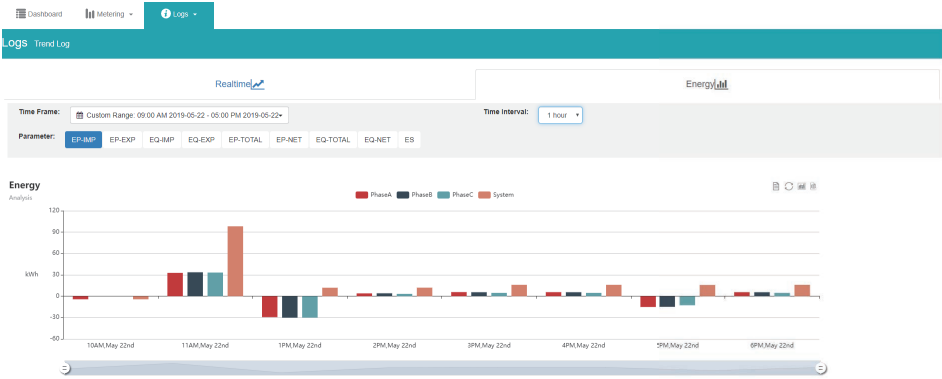 Dashboard Metering Logs
Logs Trend Log
Realtime Energy
Time Frame: Custom Range: 09:00 AM 2019-05-22 - 05:00 PM 2019-05-22 Time Interval: 1 hour
Parameter: EP-IMP EP-EXP EQ-IMP EQ-EXP EP-TOTAL EP-NET EQ-TOTAL EQ-NET ES
Energy
Analysis
PhaseA PhaseB PhaseC System
120
90
60
kWh 30
0
-30
-60
10AM,May 22nd 11AM,May 22nd 1PM,May 22nd 2PM,May 22nd 3PM,May 22nd 4PM,May 22nd 5PM,May 22nd 6PM,May 22nd